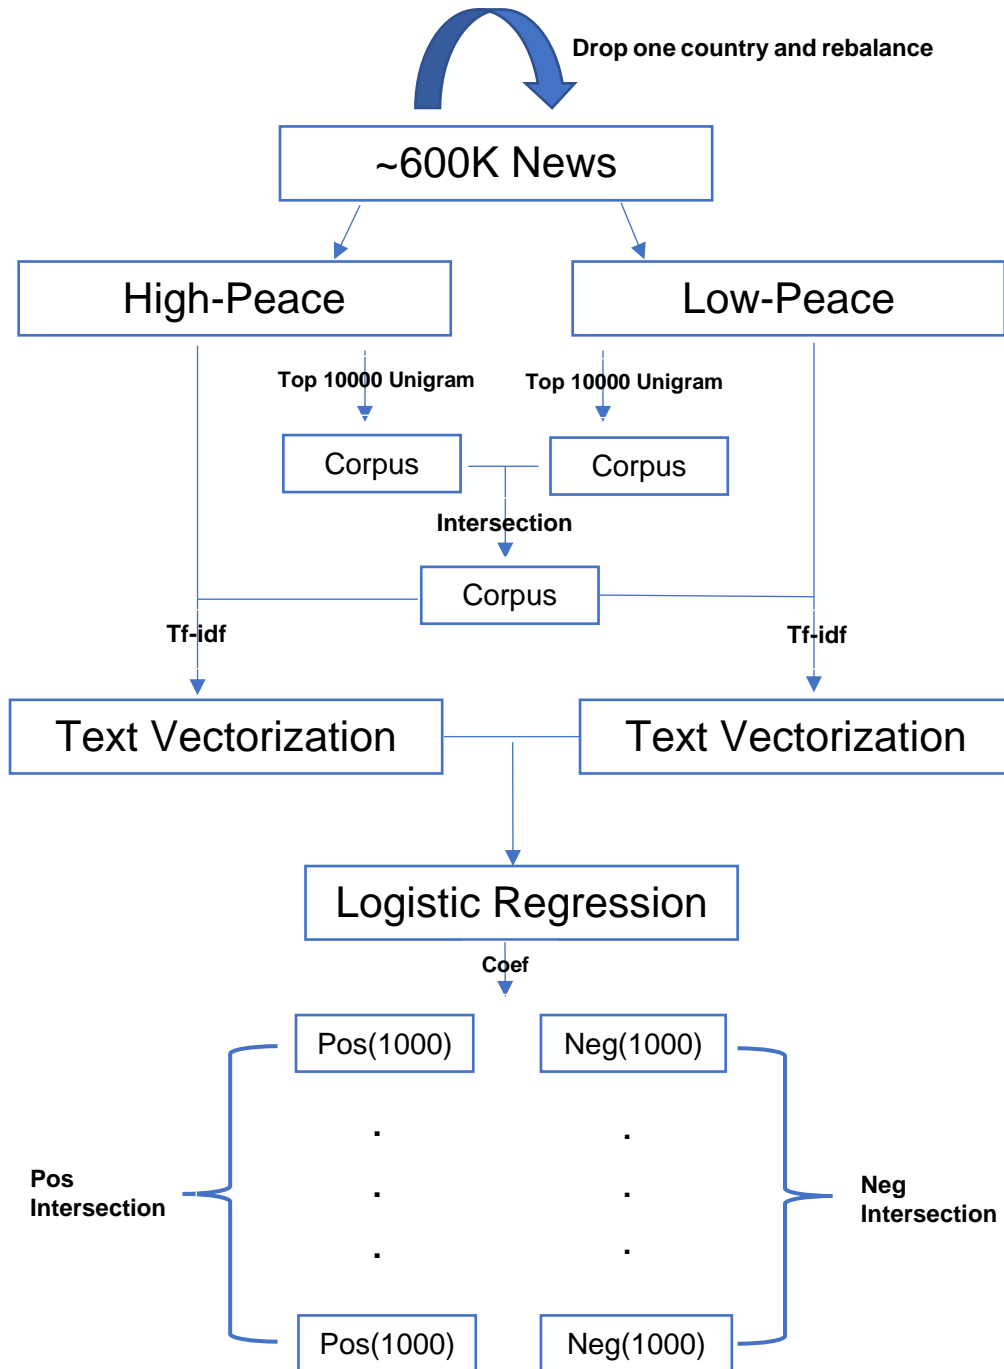 Drop one country and rebalance
~600K News
High-Peace
Low-Peace
Top 10000 Unigram
Top 10000 Unigram
Corpus
Corpus
Intersection
Corpus
Tf-idf
Tf-idf
Text Vectorization
Text Vectorization
Logistic Regression
Coef
Pos(1000)
Neg(1000)
Pos
Intersection
Neg
Intersection
Pos(1000)
Neg(1000)